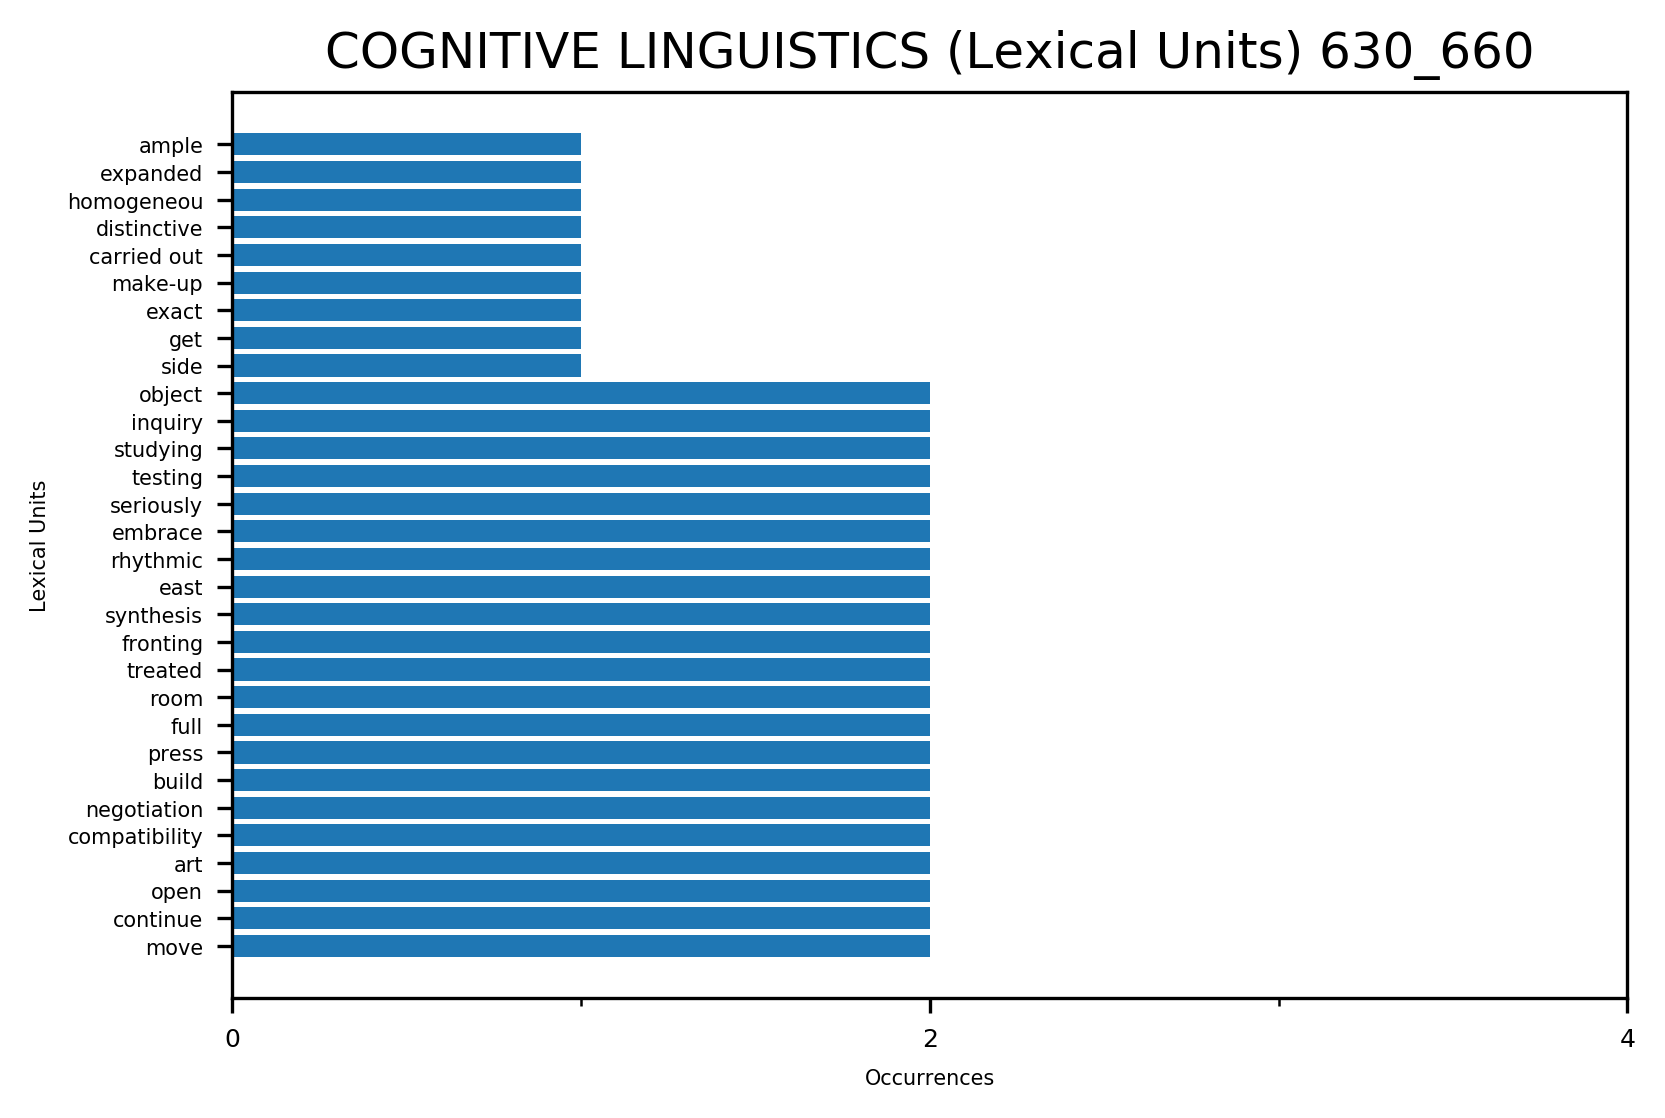 COGNITIVE LINGUISTICS (Lexical Units) 630_660
ample
expanded
homogeneou
distinctive
carried out
make-up
exact
get
side
object
inquiry
studying
testing
seriously
embrace
rhythmic
east
synthesis
fronting
treated
room
full
press
build
negotiation
compatibility
art
open
continue
move
Lexical Units
0 2 4
Occurrences